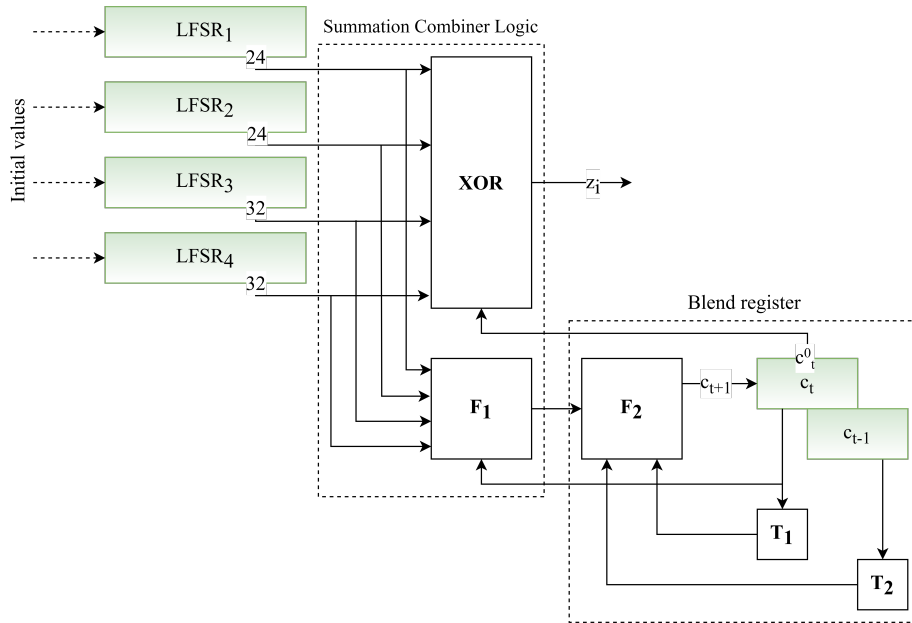 Summation Combiner Logic
Initial values
LFSR1
24
LFSR2
24
LFSR3
32
LFSR4
32
XOR
zi
Blend register
F1
F2
ct+1
c0t
ct
ct-1
T1
T2